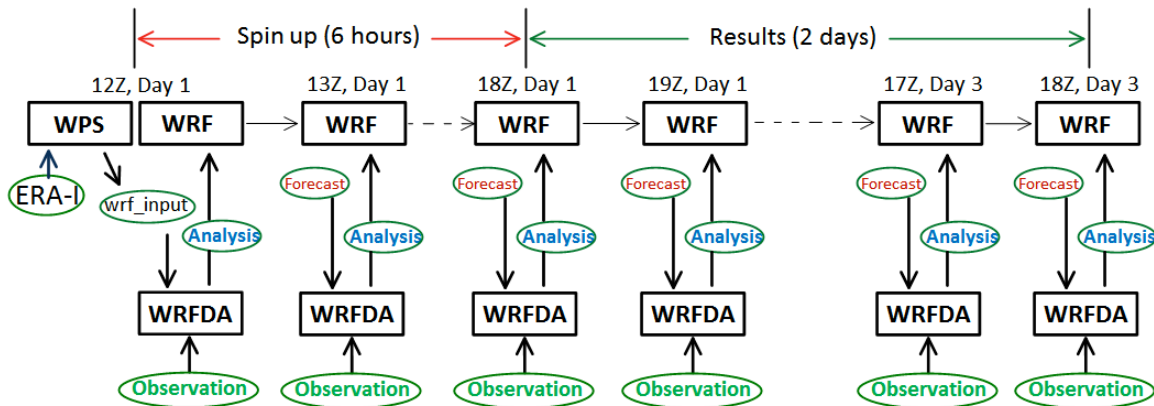 Spin up (6 hours) Results (2 days)
12Z, Day 1 13Z, Day 1 18Z, Day 1 19Z, Day 1 17Z, Day 3 18Z, Day 3
WPS WRF WRF WRF WRF WRF WRF
Forecast Forecast Forecast Forecast Forecast
ERA-I wrf_input
Analysis Analysis Analysis Analysis Analysis Analysis
WRFDA WRFDA WRFDA WRFDA WRFDA WRFDA
Observation Observation Observation Observation Observation Observation